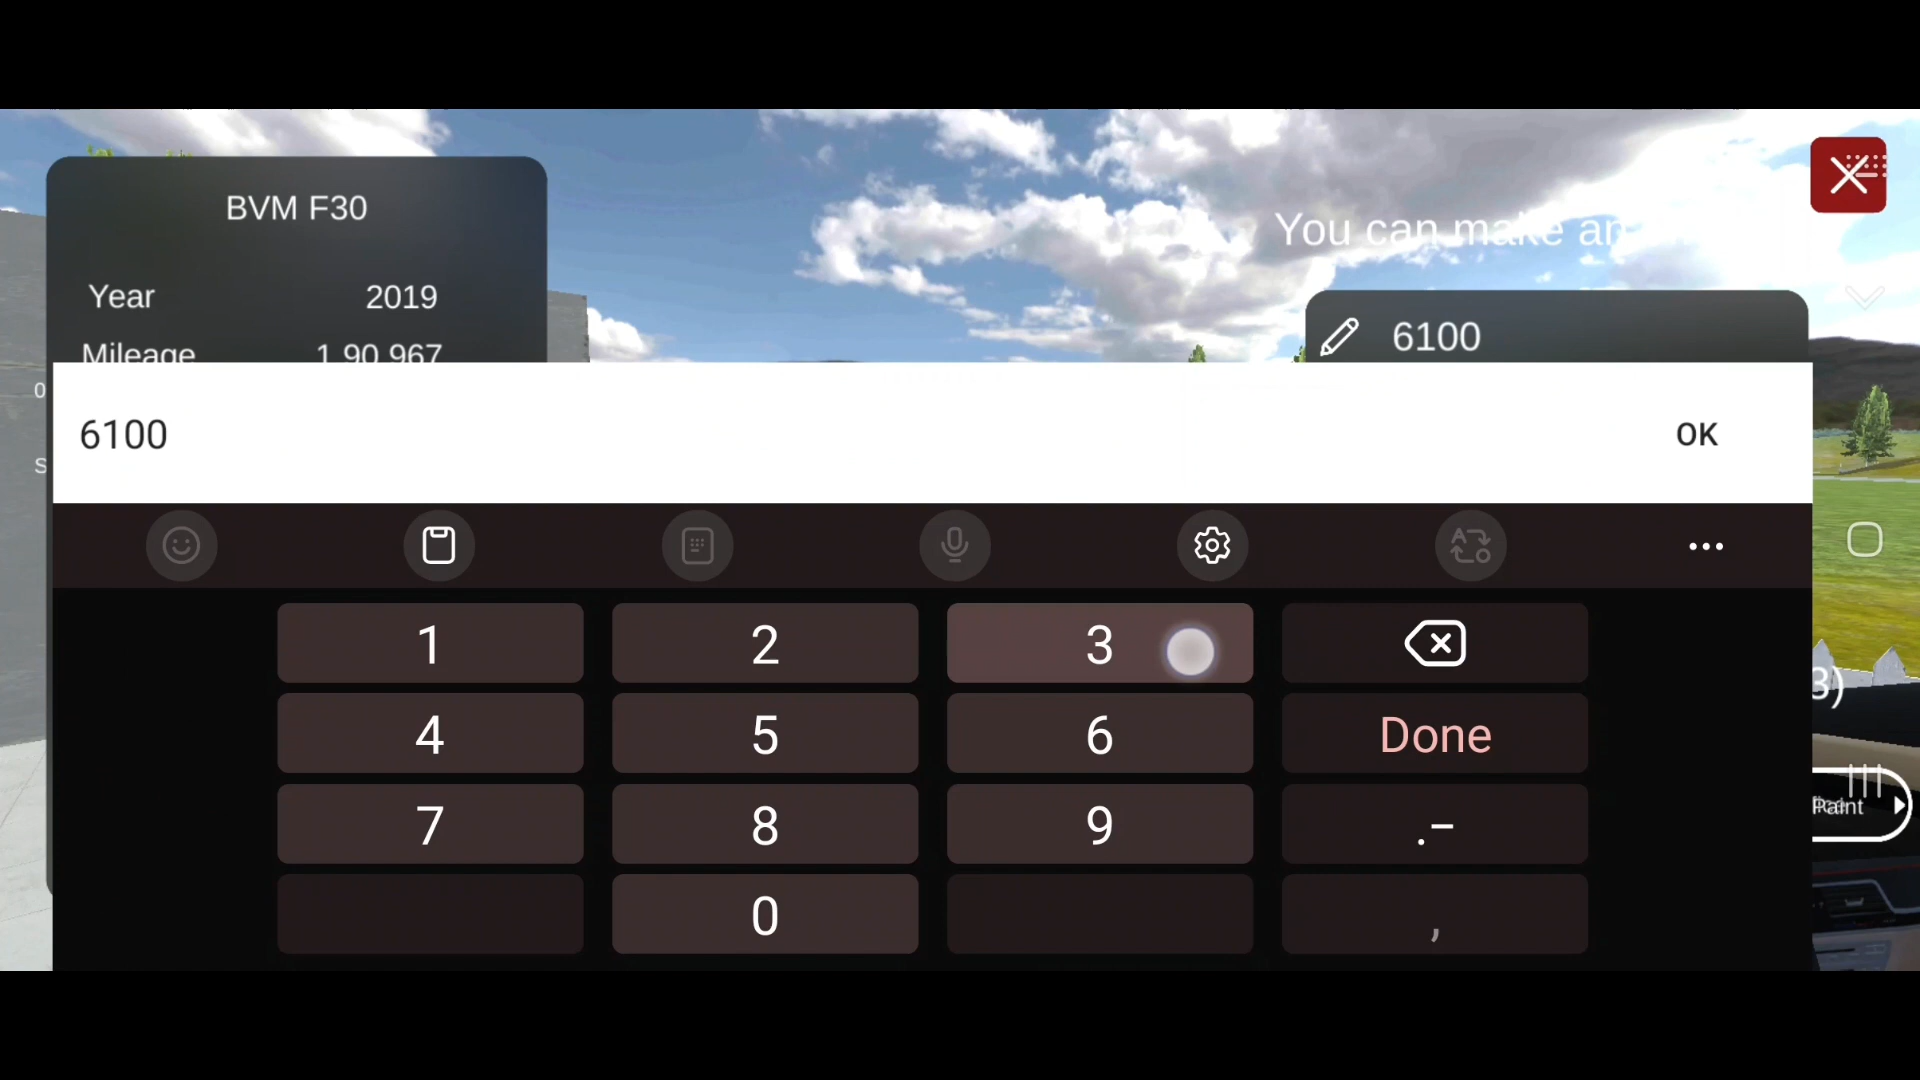 BVM F30
You can make an
Year 2019
6100
Mileage 1,90,967
6100
OK
1 2 3
4 5 6 Done
3)
7 8 9 .-
Paint
0 ,